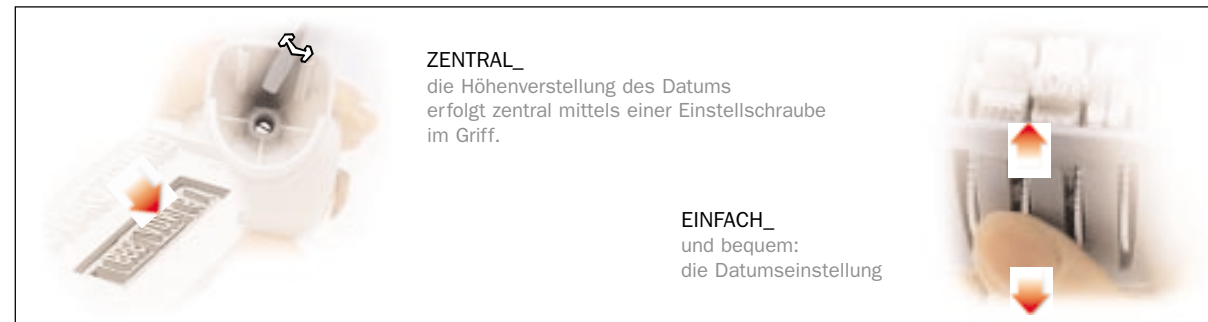 ZENTRAL_
die Höhenverstellung des Datums
erfolgt zentral mittels einer Einstellschraube
im Griff.
EINFACH_
und bequem:
die Datumseinstellung